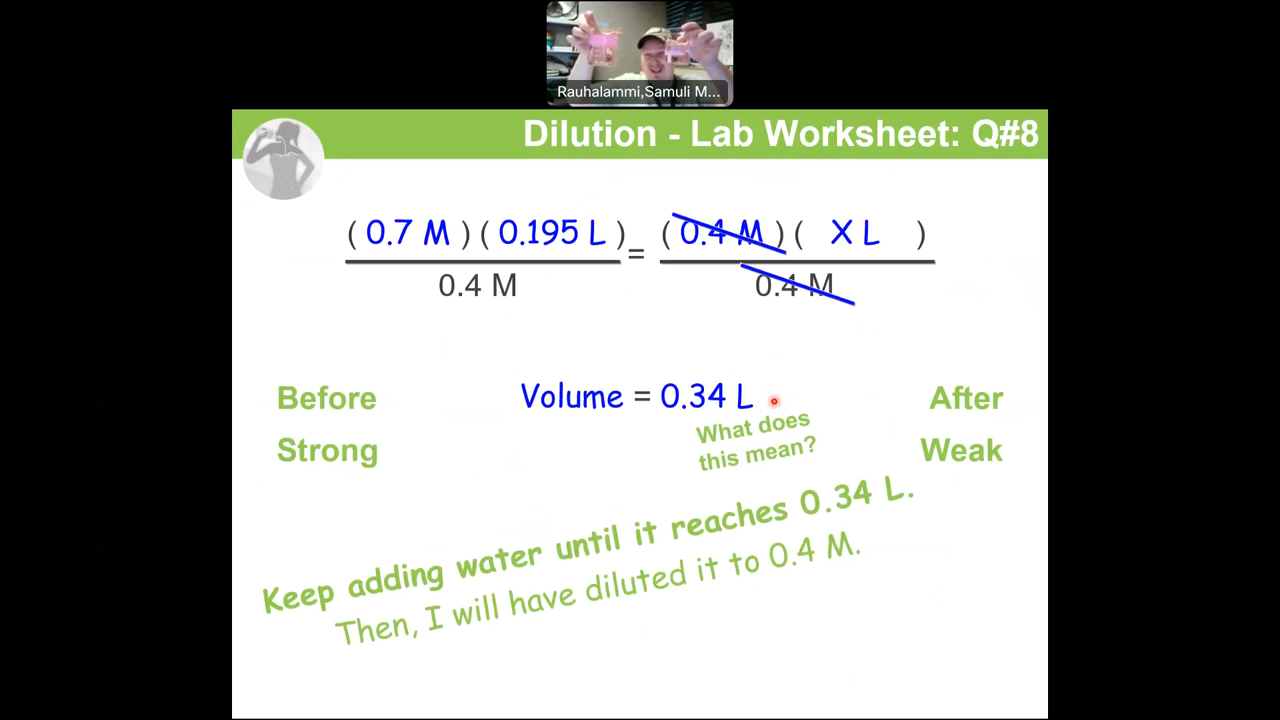 Rauhalammi,Samuli M...
Dilution - Lab Worksheet: Q#8
( 0.7 M ) ( 0.195 L ) = ( 0.4 M ) ( X L )
0.4 M 0.4 M
Before Volume = 0.34 L After
What does
this mean?
Strong Weak
Keep adding water until it reaches 0.34 L.
Then, I will have diluted it to 0.4 M.